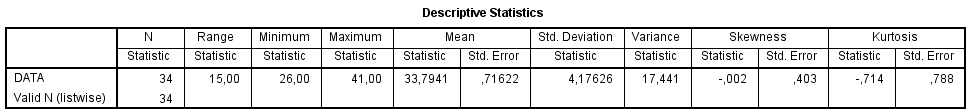 Descriptive Statistics
N Range Minimum Maximum Mean Std. Deviation Variance Skewness Kurtosis
Statistic Statistic Statistic Statistic Statistic Std. Error Statistic Statistic Statistic Std. Error Statistic Std. Error
DATA 34 15,00 26,00 41,00 33,7941 ,71622 4,17626 17,441 -,002 ,403 -,714 ,788
Valid N (listwise) 34